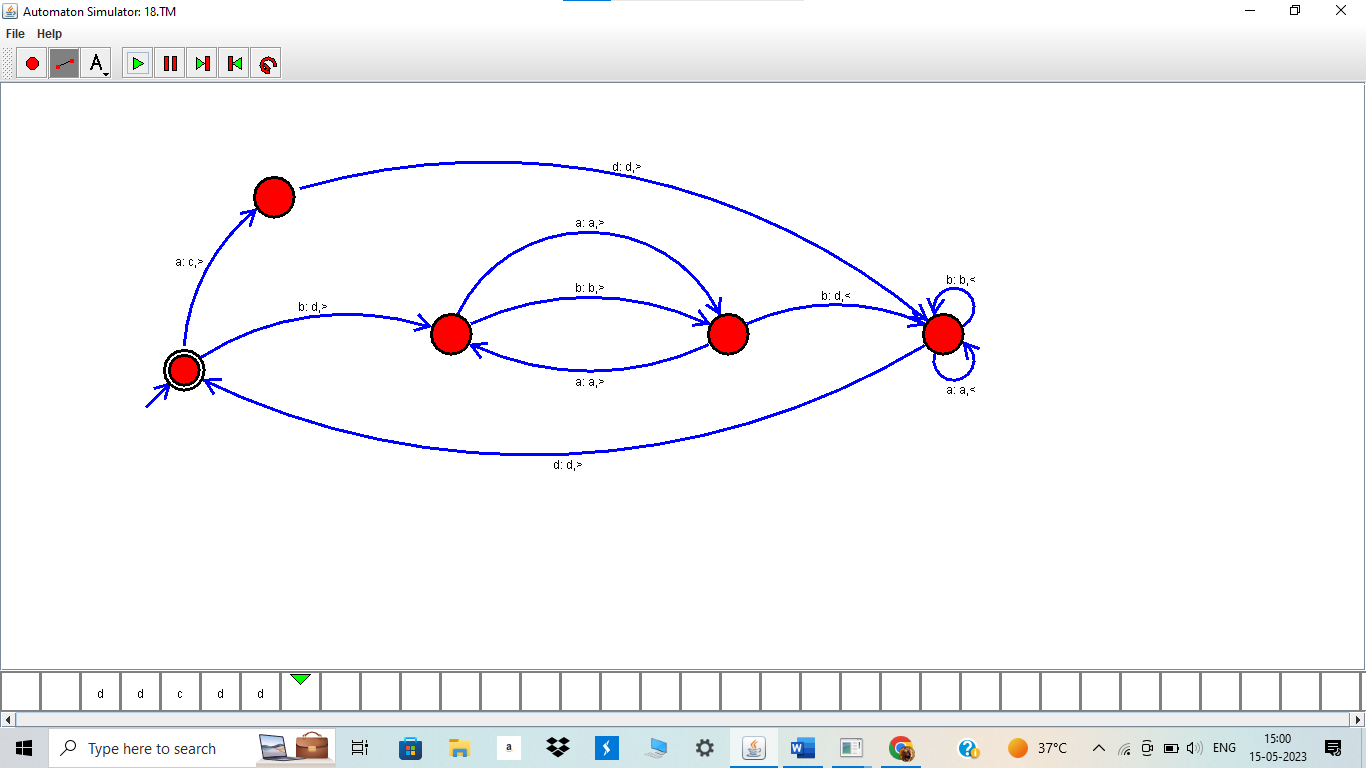 Automaton Simulator: 18.TM
File Help
A
d: d,>
a: a,>
a: c,>
b: b,<
b: b,>
b: d,<
b: d,>
a: a,>
a: a,<
d: d,>
d d c d d
Type here to search
a
W
37°C
ENG
15:00
15-05-2023